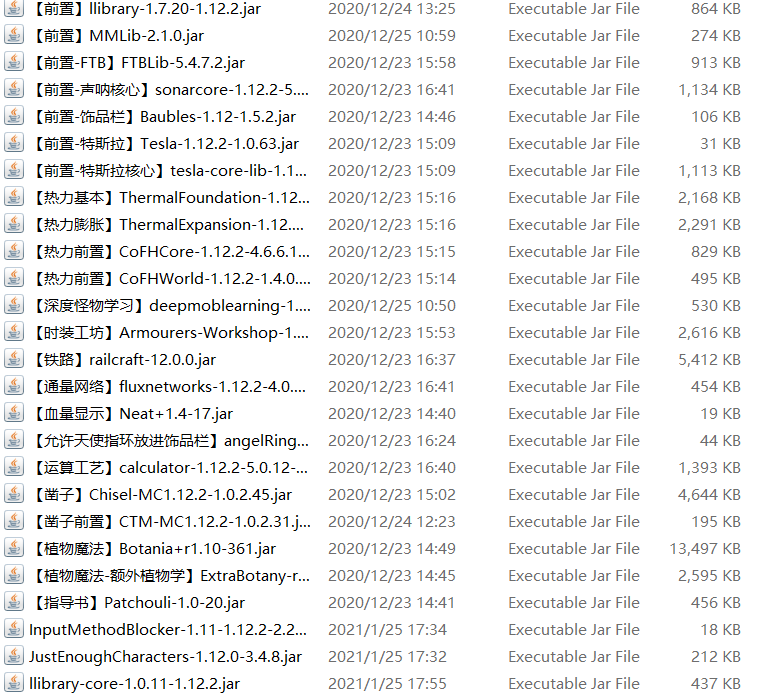 【前置】llibrary-1.7.20-1.12.2.jar 2020/12/24 13:25 Executable Jar File 864 KB
【前置】MMLib-2.1.0.jar 2020/12/25 10:59 Executable Jar File 274 KB
【前置-FTB】FTBLib-5.4.7.2.jar 2020/12/23 15:58 Executable Jar File 913 KB
【前置-声呐核心】sonarcore-1.12.2-5.... 2020/12/23 16:41 Executable Jar File 1,134 KB
【前置-饰品栏】Baubles-1.12-1.5.2.jar 2020/12/23 14:46 Executable Jar File 106 KB
【前置-特斯拉】Tesla-1.12.2-1.0.63.jar 2020/12/23 15:09 Executable Jar File 31 KB
【前置-特斯拉核心】tesla-core-lib-1.1... 2020/12/23 15:09 Executable Jar File 1,113 KB
【热力基本】ThermalFoundation-1.12... 2020/12/23 15:16 Executable Jar File 2,168 KB
【热力膨胀】ThermalExpansion-1.12.... 2020/12/23 15:16 Executable Jar File 2,291 KB
【热力前置】CoFHCore-1.12.2-4.6.6.1... 2020/12/23 15:15 Executable Jar File 829 KB
【热力前置】CoFHWorld-1.12.2-1.4.0.... 2020/12/23 15:14 Executable Jar File 495 KB
【深度怪物学习】deepmoblearning-1.... 2020/12/25 10:50 Executable Jar File 530 KB
【时装工坊】Armourers-Workshop-1.... 2020/12/23 15:53 Executable Jar File 2,616 KB
【铁路】railcraft-12.0.0.jar 2020/12/23 16:37 Executable Jar File 5,412 KB
【通量网络】fluxnetworks-1.12.2-4.0.... 2020/12/23 16:41 Executable Jar File 454 KB
【血量显示】Neat+1.4-17.jar 2020/12/23 14:40 Executable Jar File 19 KB
【允许天使指环放进饰品栏】angelRing... 2020/12/23 16:24 Executable Jar File 44 KB
【运算工艺】calculator-1.12.2-5.0.12-... 2020/12/23 16:40 Executable Jar File 1,393 KB
【凿子】Chisel-MC1.12.2-1.0.2.45.jar 2020/12/23 15:02 Executable Jar File 4,644 KB
【凿子前置】CTM-MC1.12.2-1.0.2.31.j... 2020/12/24 12:23 Executable Jar File 195 KB
【植物魔法】Botania+r1.10-361.jar 2020/12/23 14:49 Executable Jar File 13,497 KB
【植物魔法-额外植物学】ExtraBotany-r... 2020/12/23 14:45 Executable Jar File 2,595 KB
【指导书】Patchouli-1.0-20.jar 2020/12/23 14:41 Executable Jar File 456 KB
InputMethodBlocker-1.11-1.12.2-2.2... 2021/1/25 17:34 Executable Jar File 18 KB
JustEnoughCharacters-1.12.0-3.4.8.jar 2021/1/25 17:32 Executable Jar File 212 KB
llibrary-core-1.0.11-1.12.2.jar 2021/1/25 17:55 Executable Jar File 437 KB